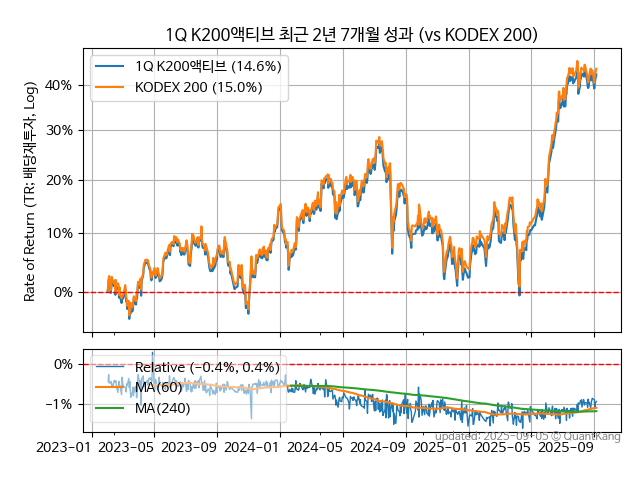 1Q K200액티브 최근 2년 7개월 성과 (vs KODEX 200)
1Q K200액티브 (14.6%)
KODEX 200 (15.0%)
Rate of Return (TR: 배당재투자, Log)
40%
30%
20%
10%
0%
Relative (−0.4%, 0.4%)
MA(60)
MA(240)
0%
−1%
2023−01 2023−05 2023−09 2024−01 2024−05 2024−09 2025−01 2025−05 2025−09
updated: 2025-09-05 © QuantKang